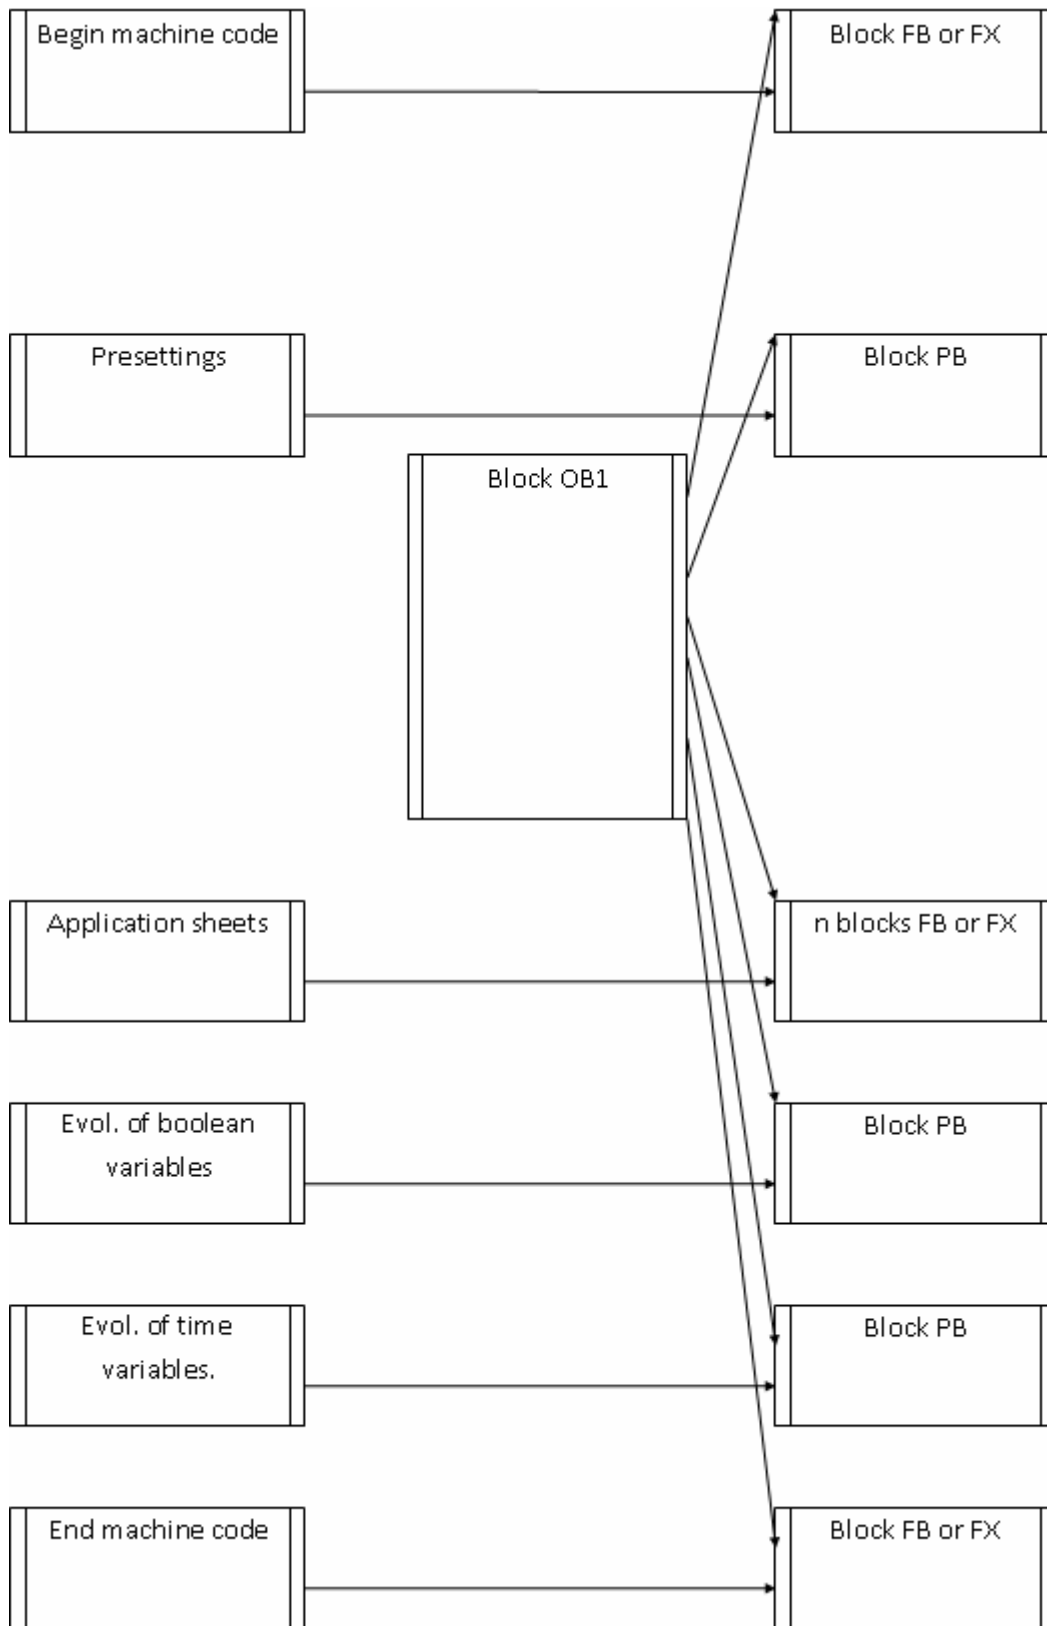 Begin machine code
Block FB or FX
Presettings
Block PB
Block OB1
Application sheets
n blocks FB or FX
Evol. of boolean
variables
Block PB
Evol. of time
variables.
Block PB
End machine code
Block FB or FX